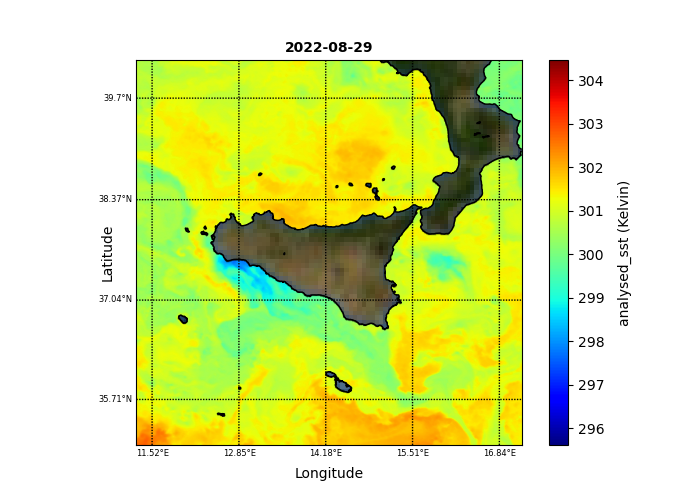 2022-08-29
39.7°N
38.37°N
37.04°N
35.71°N
Latitude
11.52°E 12.85°E 14.18°E 15.51°E 16.84°E
Longitude
304
303
302
301
300
299
298
297
296
analysed_sst (Kelvin)